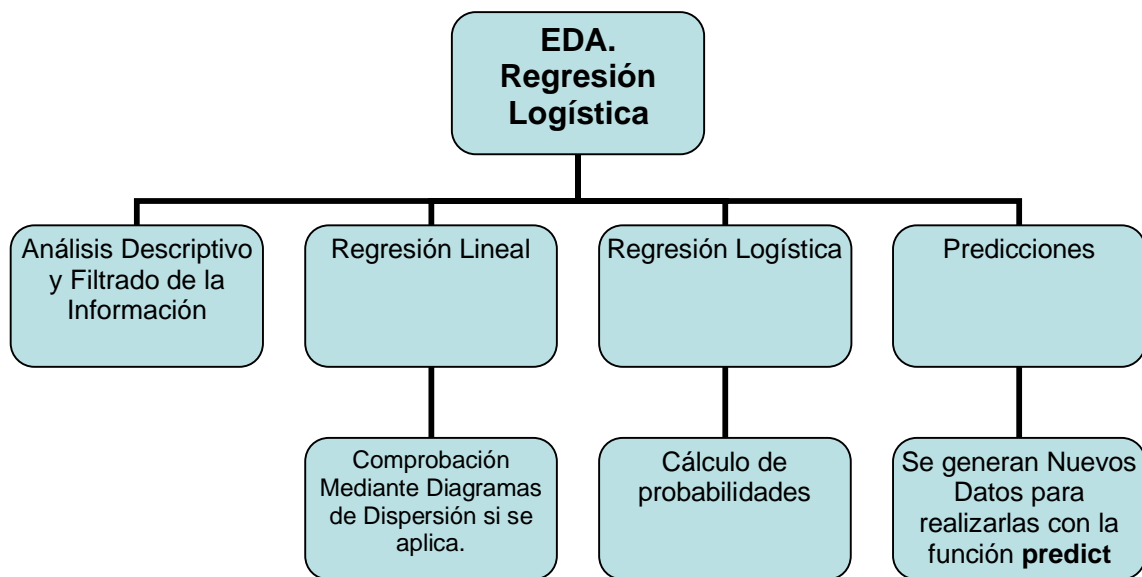 EDA.
Regresión
Logística
Análisis Descriptivo
y Filtrado de la
Información
Regresión Lineal
Regresión Logística
Predicciones
Comprobación
Mediante Diagramas
de Dispersión si se
aplica.
Cálculo de
probabilidades
Se generan Nuevos
Datos para
realizarlas con la
función predict